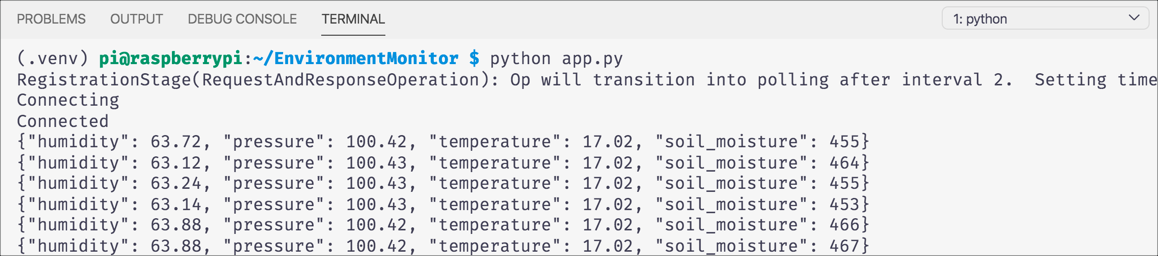 PROBLEMS OUTPUT DEBUG CONSOLE TERMINAL 1: python
(.venv) pi@raspberrypi:~/EnvironmentMonitor $ python app.py
RegistrationStage(RequestAndResponseOperation): Op will transition into polling after interval 2.  Setting time
Connecting
Connected
{"humidity": 63.72, "pressure": 100.42, "temperature": 17.02, "soil_moisture": 455}
{"humidity": 63.12, "pressure": 100.43, "temperature": 17.02, "soil_moisture": 464}
{"humidity": 63.24, "pressure": 100.43, "temperature": 17.02, "soil_moisture": 455}
{"humidity": 63.14, "pressure": 100.43, "temperature": 17.02, "soil_moisture": 453}
{"humidity": 63.88, "pressure": 100.42, "temperature": 17.02, "soil_moisture": 466}
{"humidity": 63.88, "pressure": 100.42, "temperature": 17.02, "soil_moisture": 467}